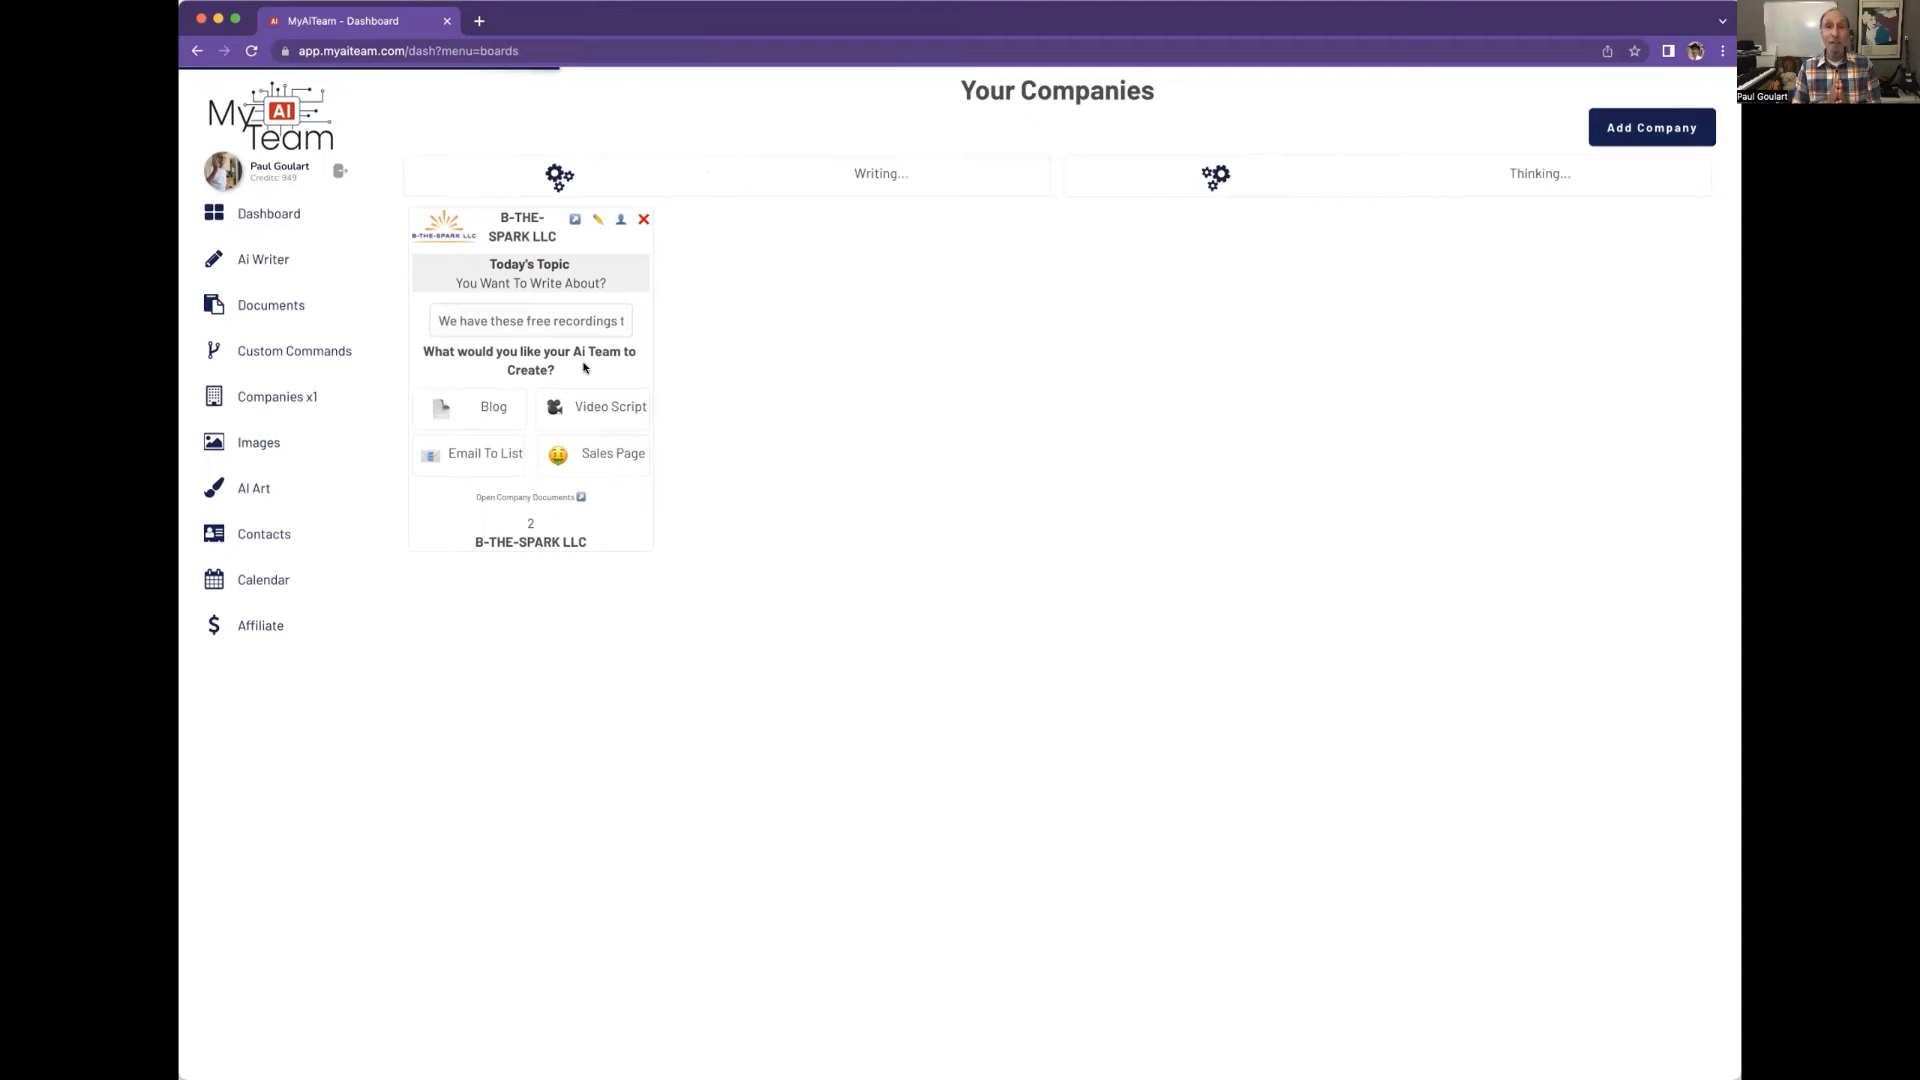 MyAiTeam - Dashboard
app.myaiteam.com/dash?menu=boards
Paul Goulart
My AI Team
Your Companies
Add Company
Paul Goulart
Credits: 949
Writing...
Thinking...
Dashboard
Ai Writer
Documents
Custom Commands
Companies x1
Images
AI Art
Contacts
Calendar
Affiliate
B-THE-SPARK LLC
B-THE-
SPARK LLC
Today's Topic
You Want To Write About?
We have these free recordings t
What would you like your Ai Team to
Create?
Blog
Video Script
Email To List
Sales Page
Open Company Documents
2
B-THE-SPARK LLC